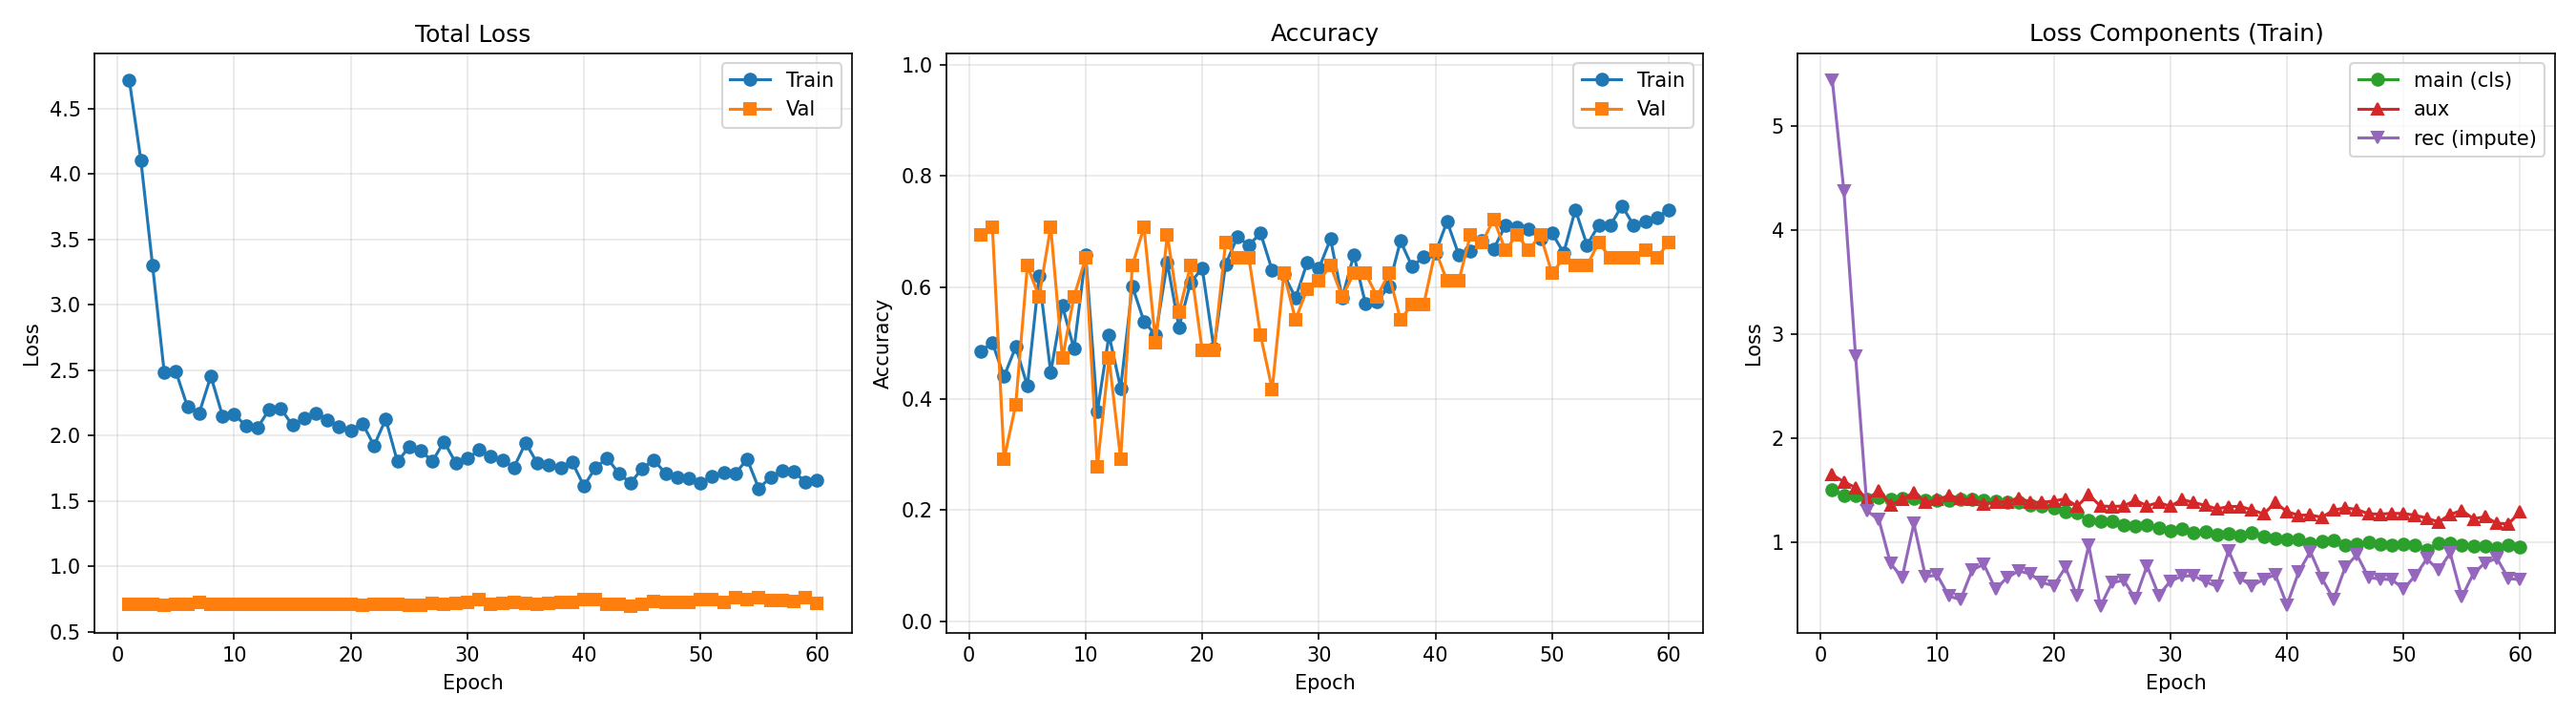 Total Loss
Train
Val
4.5
4.0
3.5
3.0
2.5
2.0
1.5
1.0
0.5
Loss
0 10 20 30 40 50 60
Epoch
Accuracy
Train
Val
1.0
0.8
0.6
0.4
0.2
0.0
Accuracy
0 10 20 30 40 50 60
Epoch
Loss Components (Train)
main (cls)
aux
rec (impute)
5
4
3
2
1
Loss
0 10 20 30 40 50 60
Epoch